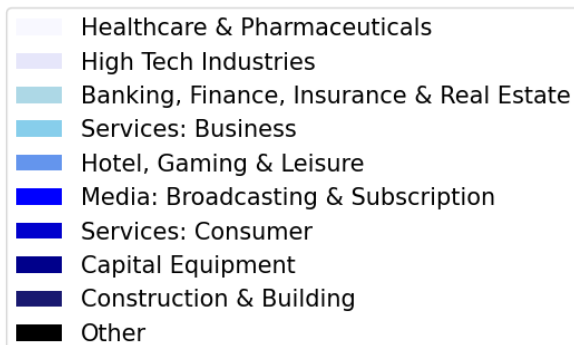 Healthcare & Pharmaceuticals
High Tech Industries
Banking, Finance, Insurance & Real Estate
Services: Business
Hotel, Gaming & Leisure
Media: Broadcasting & Subscription
Services: Consumer
Capital Equipment
Construction & Building
Other